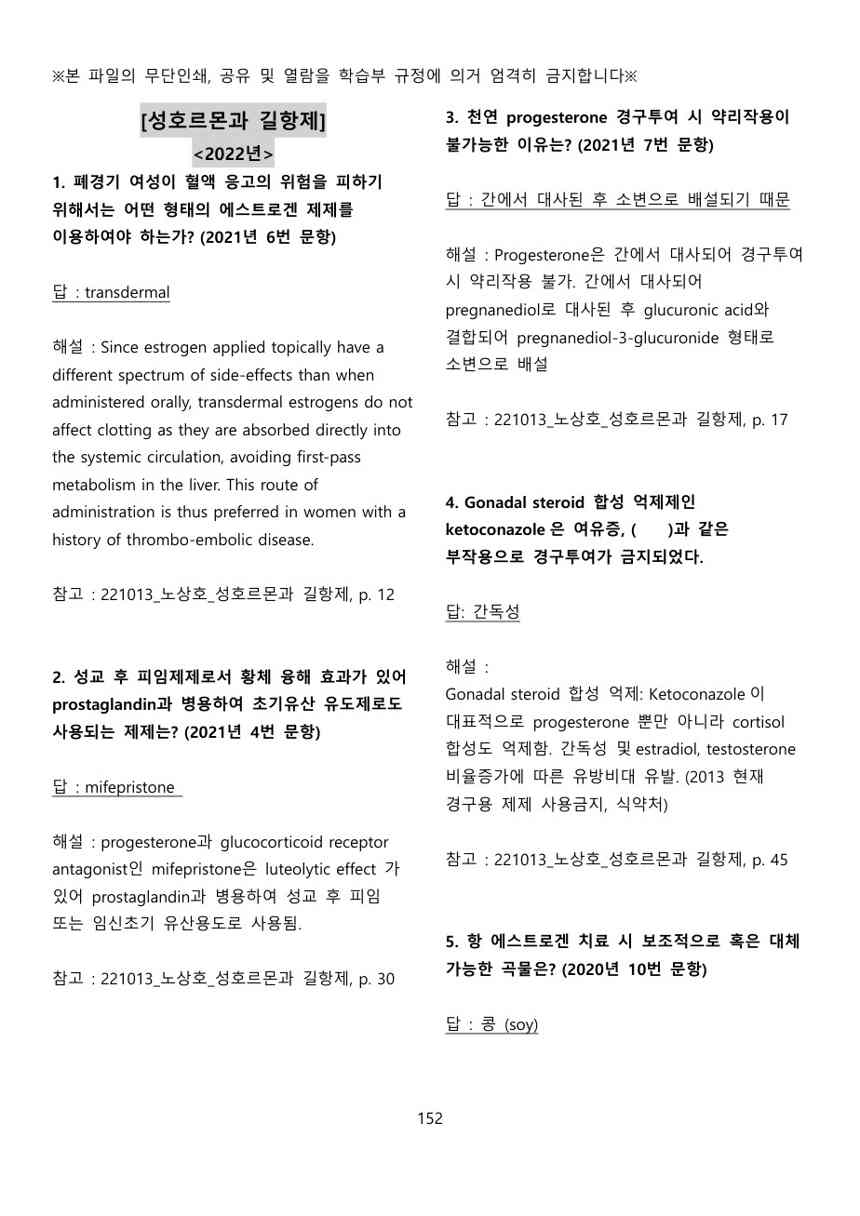 ※본 파일의 무단인쇄, 공유 및 열람을 학습부 규정에 의거 엄격히 금지합니다※
[성호르몬과 길항제]
<2022년>
1. 폐경기 여성이 혈액 응고의 위험을 피하기
위해서는 어떤 형태의 에스트로겐 제제를
이용하여야 하는가? (2021년 6번 문항)
답 : transdermal
해설 : Since estrogen applied topically have a
different spectrum of side-effects than when
administered orally, transdermal estrogens do not
affect clotting as they are absorbed directly into
the systemic circulation, avoiding first-pass
metabolism in the liver. This route of
administration is thus preferred in women with a
history of thrombo-embolic disease.
참고 : 221013_노상호_성호르몬과 길항제, p. 12
2. 성교 후 피임제제로서 황체 융해 효과가 있어
prostaglandin과 병용하여 초기유산 유도제로도
사용되는 제제는? (2021년 4번 문항)
답 : mifepristone
해설 : progesterone과 glucocorticoid receptor
antagonist인 mifepristone은 luteolytic effect 가
있어 prostaglandin과 병용하여 성교 후 피임
또는 임신초기 유산용도로 사용됨.
참고 : 221013_노상호_성호르몬과 길항제, p. 30
3. 천연 progesterone 경구투여 시 약리작용이
불가능한 이유는? (2021년 7번 문항)
답 : 간에서 대사된 후 소변으로 배설되기 때문
해설 : Progesterone은 간에서 대사되어 경구투여
시 약리작용 불가. 간에서 대사되어
pregnanediol로 대사된 후 glucuronic acid와
결합되어 pregnanediol-3-glucuronide 형태로
소변으로 배설
참고 : 221013_노상호_성호르몬과 길항제, p. 17
4. Gonadal steroid 합성 억제제인
ketoconazole 은 여유증, (      )과 같은
부작용으로 경구투여가 금지되었다.
답: 간독성
해설 :
Gonadal steroid 합성 억제: Ketoconazole 이
대표적으로 progesterone 뿐만 아니라 cortisol
합성도 억제함. 간독성 및 estradiol, testosterone
비율증가에 따른 유방비대 유발. (2013 현재
경구용 제제 사용금지, 식약처)
참고 : 221013_노상호_성호르몬과 길항제, p. 45
5. 항 에스트로겐 치료 시 보조적으로 혹은 대체
가능한 곡물은? (2020년 10번 문항)
답 : 콩 (soy)
152